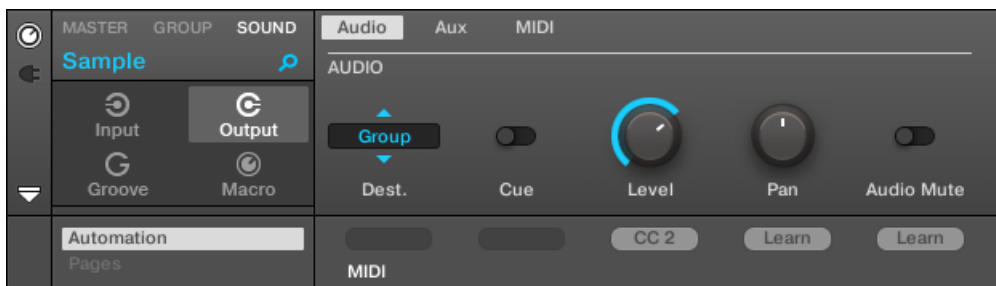 MASTER GROUP SOUND
Sample
Input Output
Groove Macro
Automation
Pages
Audio Aux MIDI
AUDIO
Group
Dest. Cue Level Pan Audio Mute
CC 2 Learn Learn
MIDI